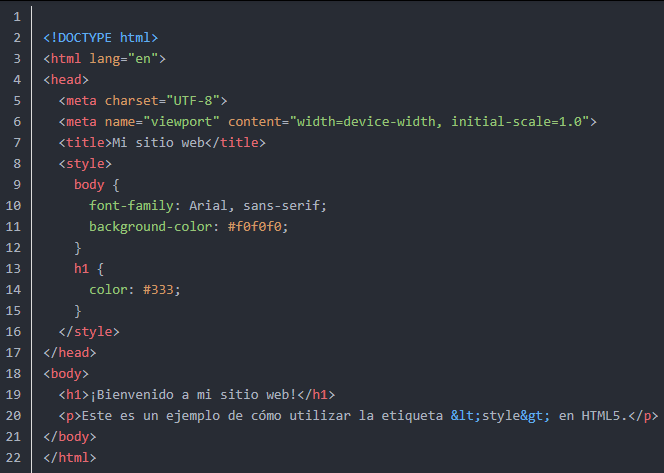 1
2 <!DOCTYPE html>
3 <html lang="en">
4 <head>
5   <meta charset="UTF-8">
6   <meta name="viewport" content="width=device-width, initial-scale=1.0">
7   <title>Mi sitio web</title>
8   <style>
9     body {
10       font-family: Arial, sans-serif;
11       background-color: #f0f0f0;
12     }
13     h1 {
14       color: #333;
15     }
16   </style>
17 </head>
18 <body>
19   <h1>¡Bienvenido a mi sitio web!</h1>
20   <p>Este es un ejemplo de cómo utilizar la etiqueta &lt;style&gt; en HTML5.</p>
21 </body>
22 </html>